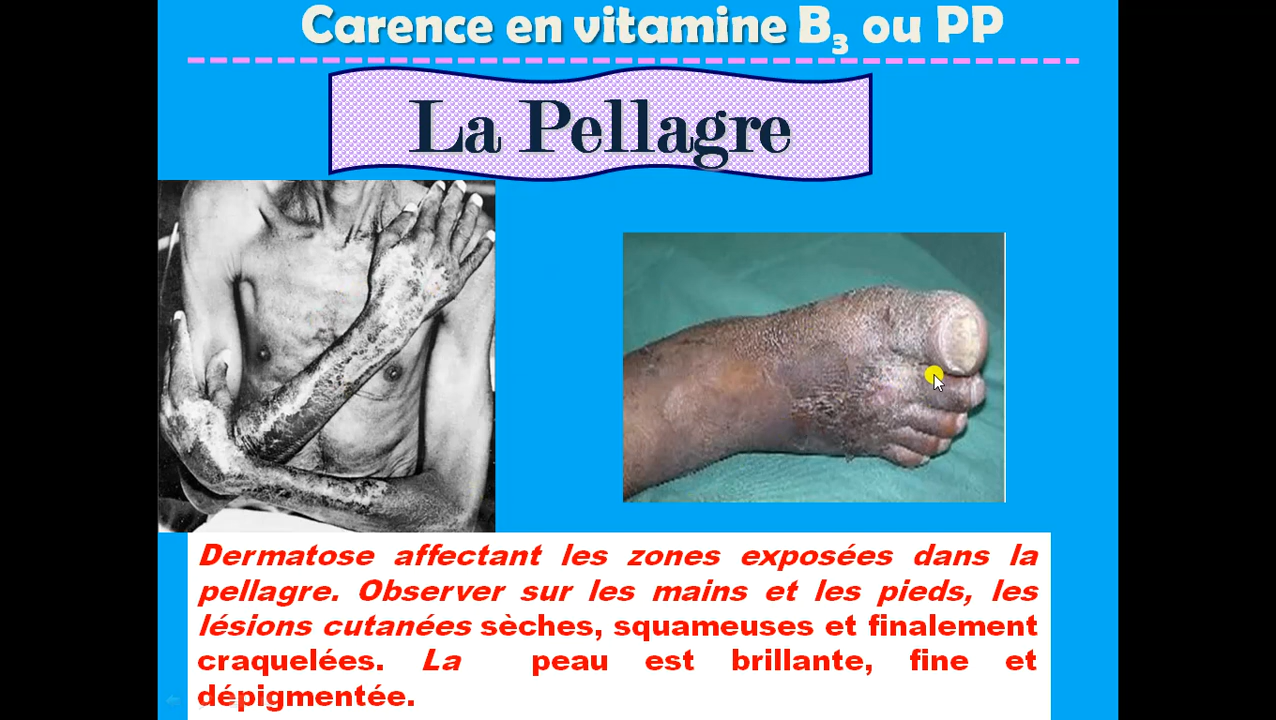 Carence en vitamine B₃ ou PP
La Pellagre
Dermatose affectant les zones exposées dans la
pellagre. Observer sur les mains et les pieds, les
lésions cutanées sèches, squameuses et finalement
craquelées. La peau est brillante, fine et
dépigmentée.